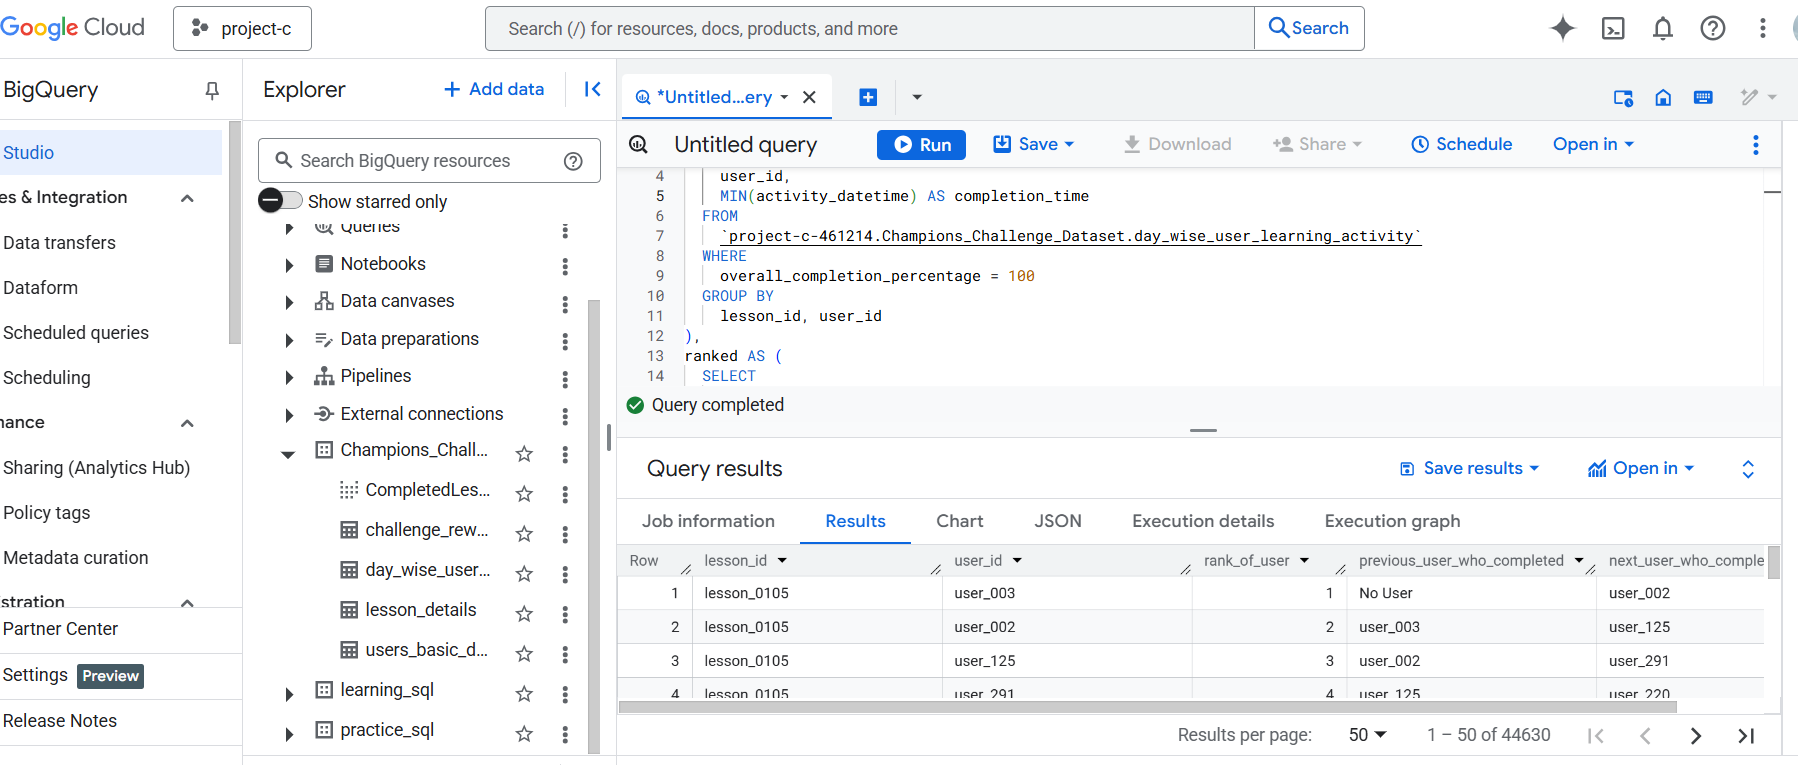 Google Cloud
project-c
Search (/) for resources, docs, products, and more
Search
BigQuery
Studio
es & Integration
Data transfers
Dataform
Scheduled queries
Scheduling
nance
Sharing (Analytics Hub)
Policy tags
Metadata curation
stration
Partner Center
Settings Preview
Release Notes
Explorer
+ Add data
Search BigQuery resources
Show starred only
Queries
Notebooks
Data canvases
Data preparations
Pipelines
External connections
Champions_Chall...
CompletedLes...
challenge_rew...
day_wise_user...
lesson_details
users_basic_d...
learning_sql
practice_sql
*Untitled...ery
Untitled query
Run
Save
Download
Share
Schedule
Open in
4 user_id,
5 MIN(activity_datetime) AS completion_time
6 FROM
7 `project-c-461214.Champions_Challenge_Dataset.day_wise_user_learning_activity`
8 WHERE
9 overall_completion_percentage = 100
10 GROUP BY
11 lesson_id, user_id
12 ),
13 ranked AS (
14 SELECT
Query completed
Query results
Save results
Open in
Job information Results Chart JSON Execution details Execution graph
Row lesson_id user_id rank_of_user previous_user_who_completed next_user_who_comple
1 lesson_0105 user_003 1 No User user_002
2 lesson_0105 user_002 2 user_003 user_125
3 lesson_0105 user_125 3 user_002 user_291
4 lesson_0105 user_291 4 user_125 user_220
Results per page: 50 1 – 50 of 44630